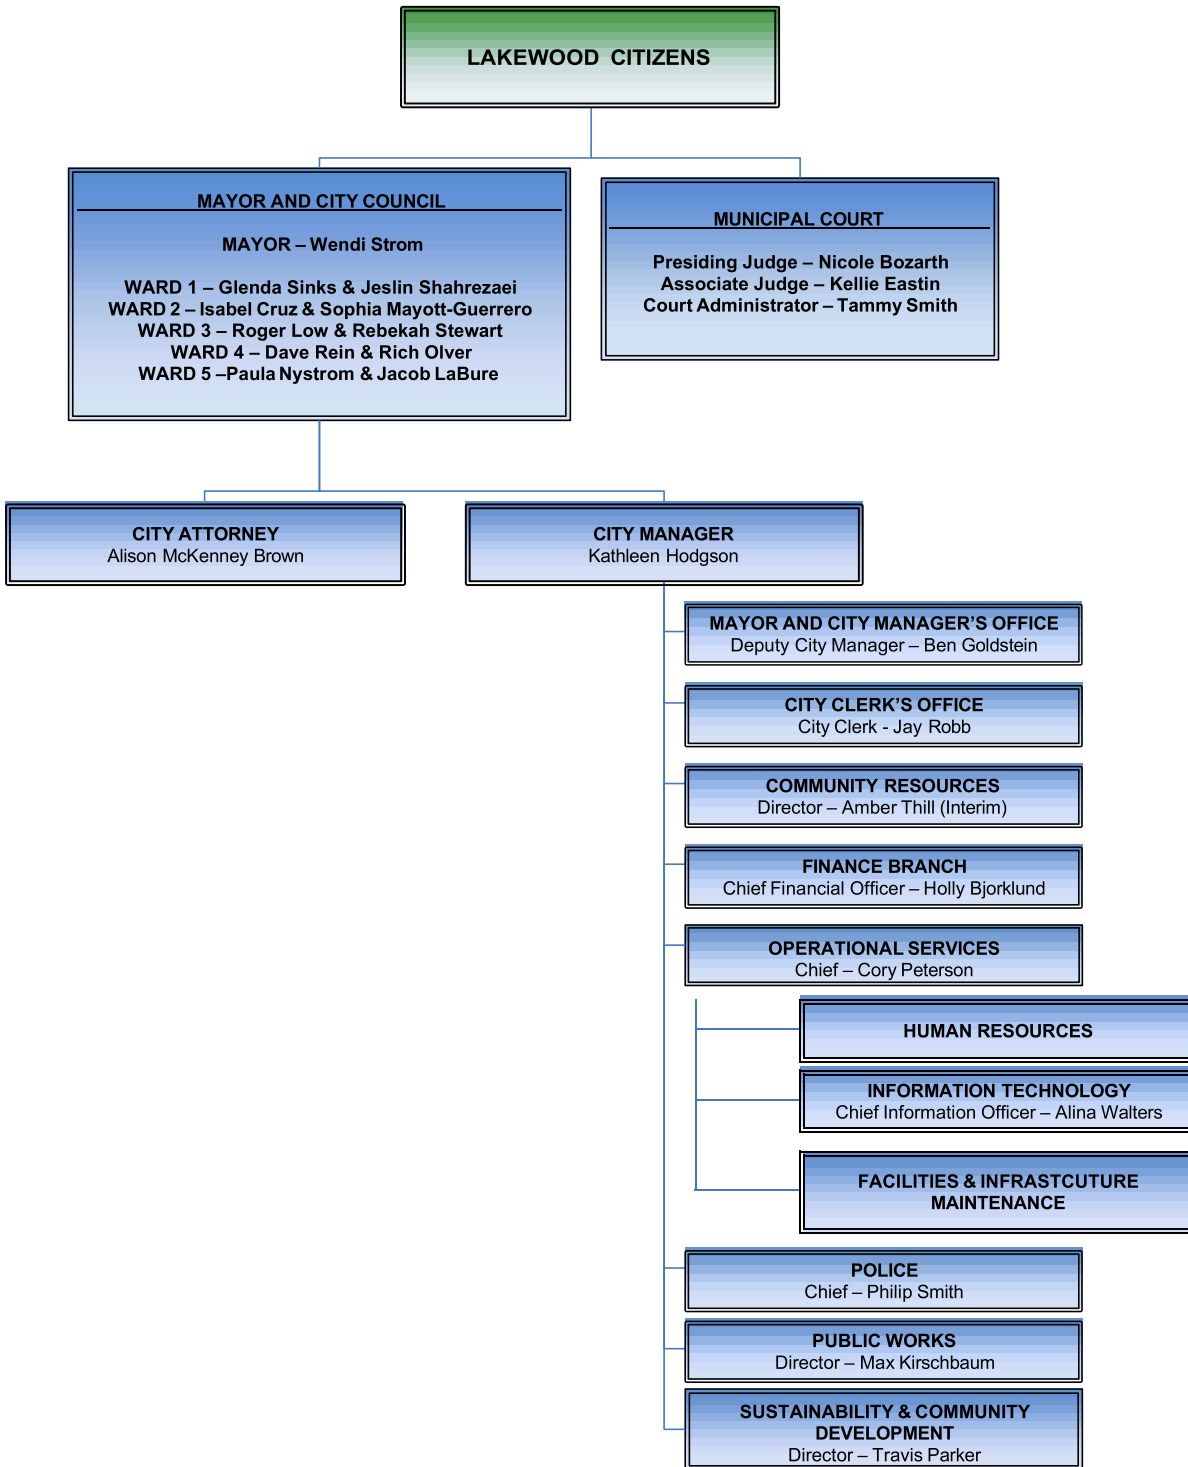 LAKEWOOD CITIZENS
MAYOR AND CITY COUNCIL
MAYOR – Wendi Strom
WARD 1 – Glenda Sinks & Jeslin Shahrezaei
WARD 2 – Isabel Cruz & Sophia Mayott-Guerrero
WARD 3 – Roger Low & Rebekah Stewart
WARD 4 – Dave Rein & Rich Olver
WARD 5 –Paula Nystrom & Jacob LaBure
MUNICIPAL COURT
Presiding Judge – Nicole Bozarth
Associate Judge – Kellie Eastin
Court Administrator – Tammy Smith
CITY ATTORNEY
Alison McKenney Brown
CITY MANAGER
Kathleen Hodgson
MAYOR AND CITY MANAGER’S OFFICE
Deputy City Manager – Ben Goldstein
CITY CLERK’S OFFICE
City Clerk - Jay Robb
COMMUNITY RESOURCES
Director – Amber Thill (Interim)
FINANCE BRANCH
Chief Financial Officer – Holly Bjorklund
OPERATIONAL SERVICES
Chief – Cory Peterson
HUMAN RESOURCES
INFORMATION TECHNOLOGY
Chief Information Officer – Alina Walters
FACILITIES & INFRASTCUTURE
MAINTENANCE
POLICE
Chief – Philip Smith
PUBLIC WORKS
Director – Max Kirschbaum
SUSTAINABILITY & COMMUNITY
DEVELOPMENT
Director – Travis Parker